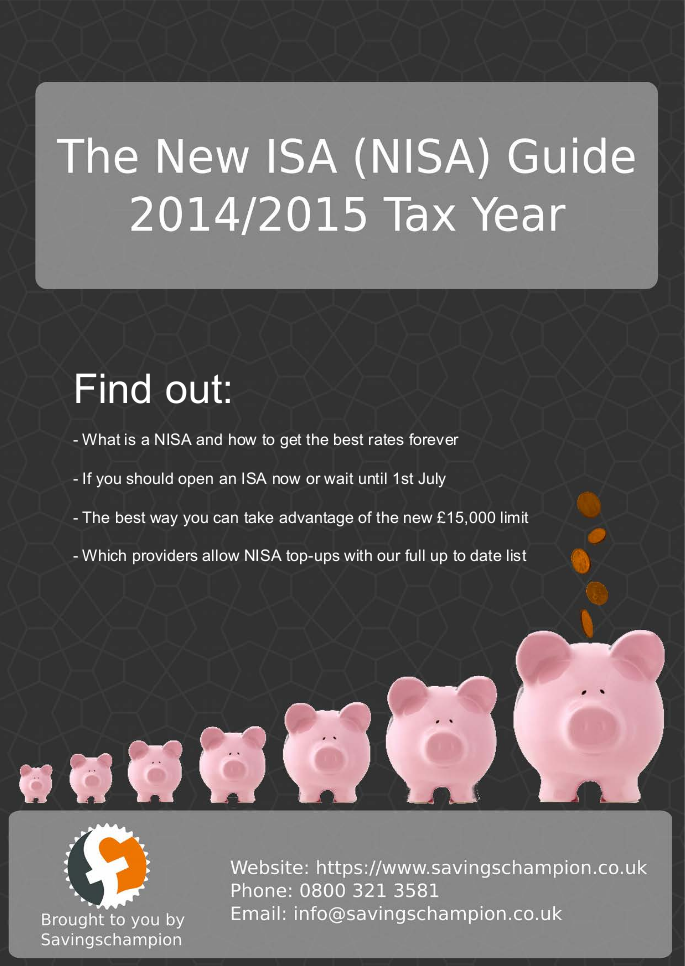 The New ISA (NISA) Guide
2014/2015 Tax Year
Find out:
- What is a NISA and how to get the best rates forever
- If you should open an ISA now or wait until 1st July
- The best way you can take advantage of the new £15,000 limit
- Which providers allow NISA top-ups with our full up to date list
£
Brought to you by
Savingschampion
Website: https://www.savingschampion.co.uk
Phone: 0800 321 3581
Email: info@savingschampion.co.uk